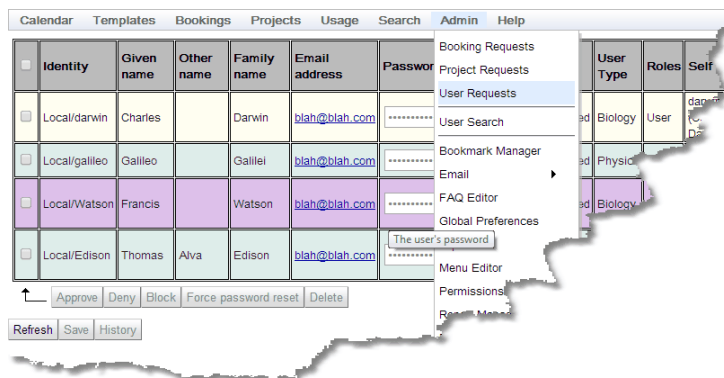 Calendar Templates Bookings Projects Usage Search Admin Help
Identity Given name Other name Family name Email address User Type Roles Self
Local/darwin Charles Darwin blah@blah.com Biology User
Local/galileo Galileo Galilei blah@blah.com
Local/Watson Francis Watson blah@blah.com Biology
Local/Edison Thomas Alva Edison blah@blah.com
Booking Requests
Project Requests
User Requests
User Search
Bookmark Manager
Email
FAQ Editor
Global Preferences
The user's password
Menu Editor
Permissions
Approve Deny Block Force password reset Delete
Refresh Save History